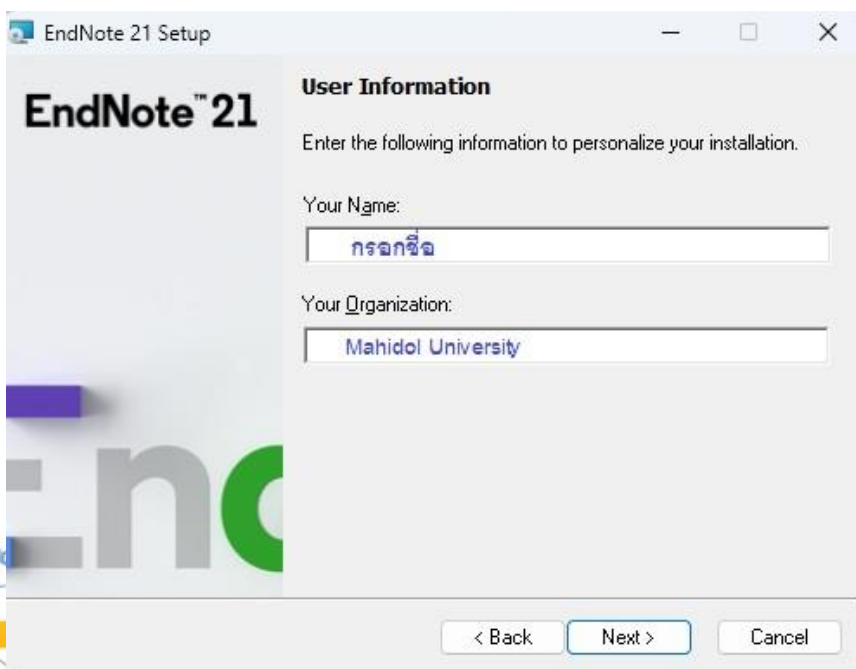 EndNote 21 Setup
EndNote™21
User Information
Enter the following information to personalize your installation.
Your Name:
กรอกชื่อ
Your Organization:
Mahidol University
End
< Back
Next >
Cancel